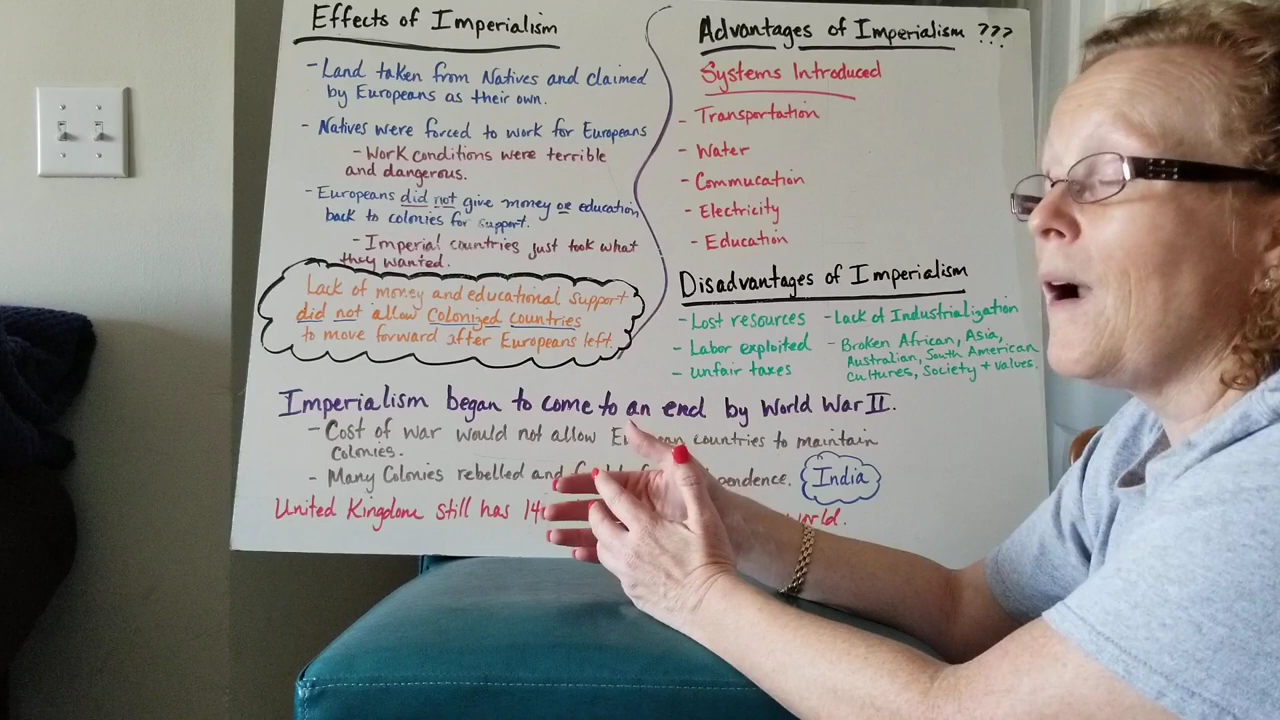 Effects of Imperialism
- Land taken from Natives and claimed
by Europeans as their own.
- Natives were forced to work for Europeans
- Work conditions were terrible
and dangerous.
- Europeans did not give money or education
back to colonies for support.
- Imperial countries just took what
they wanted.
Lack of money and educational support
did not allow Colonized countries
to move forward after Europeans left.
Advantages of Imperialism ???
Systems Introduced
- Transportation
- Water
- Commucation
- Electricity
- Education
Disadvantages of Imperialism
- Lost resources
- Labor exploited
- Unfair taxes
- Lack of Industrialization
- Broken African, Asia,
Australian, South American
cultures, Society + values.
Imperialism began to come to an end by World War II.
- Cost of war would not allow countries to maintain
Colonies.
- Many Colonies rebelled and
India
United Kingdom still has world.